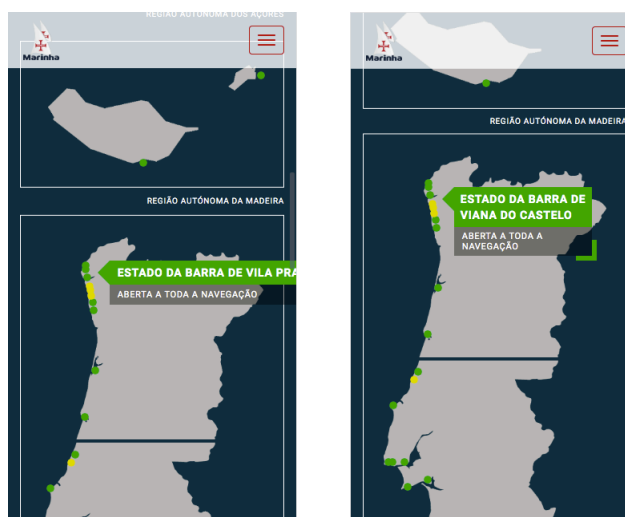 REGIÃO AUTÓNOMA DOS AÇORES
Marinha
REGIÃO AUTÓNOMA DA MADEIRA
ESTADO DA BARRA DE VILA PRA
ABERTA A TODA A NAVEGAÇÃO
Marinha
REGIÃO AUTÓNOMA DA MADEIRA
ESTADO DA BARRA DE
VIANA DO CASTELO
ABERTA A TODA A
NAVEGAÇÃO